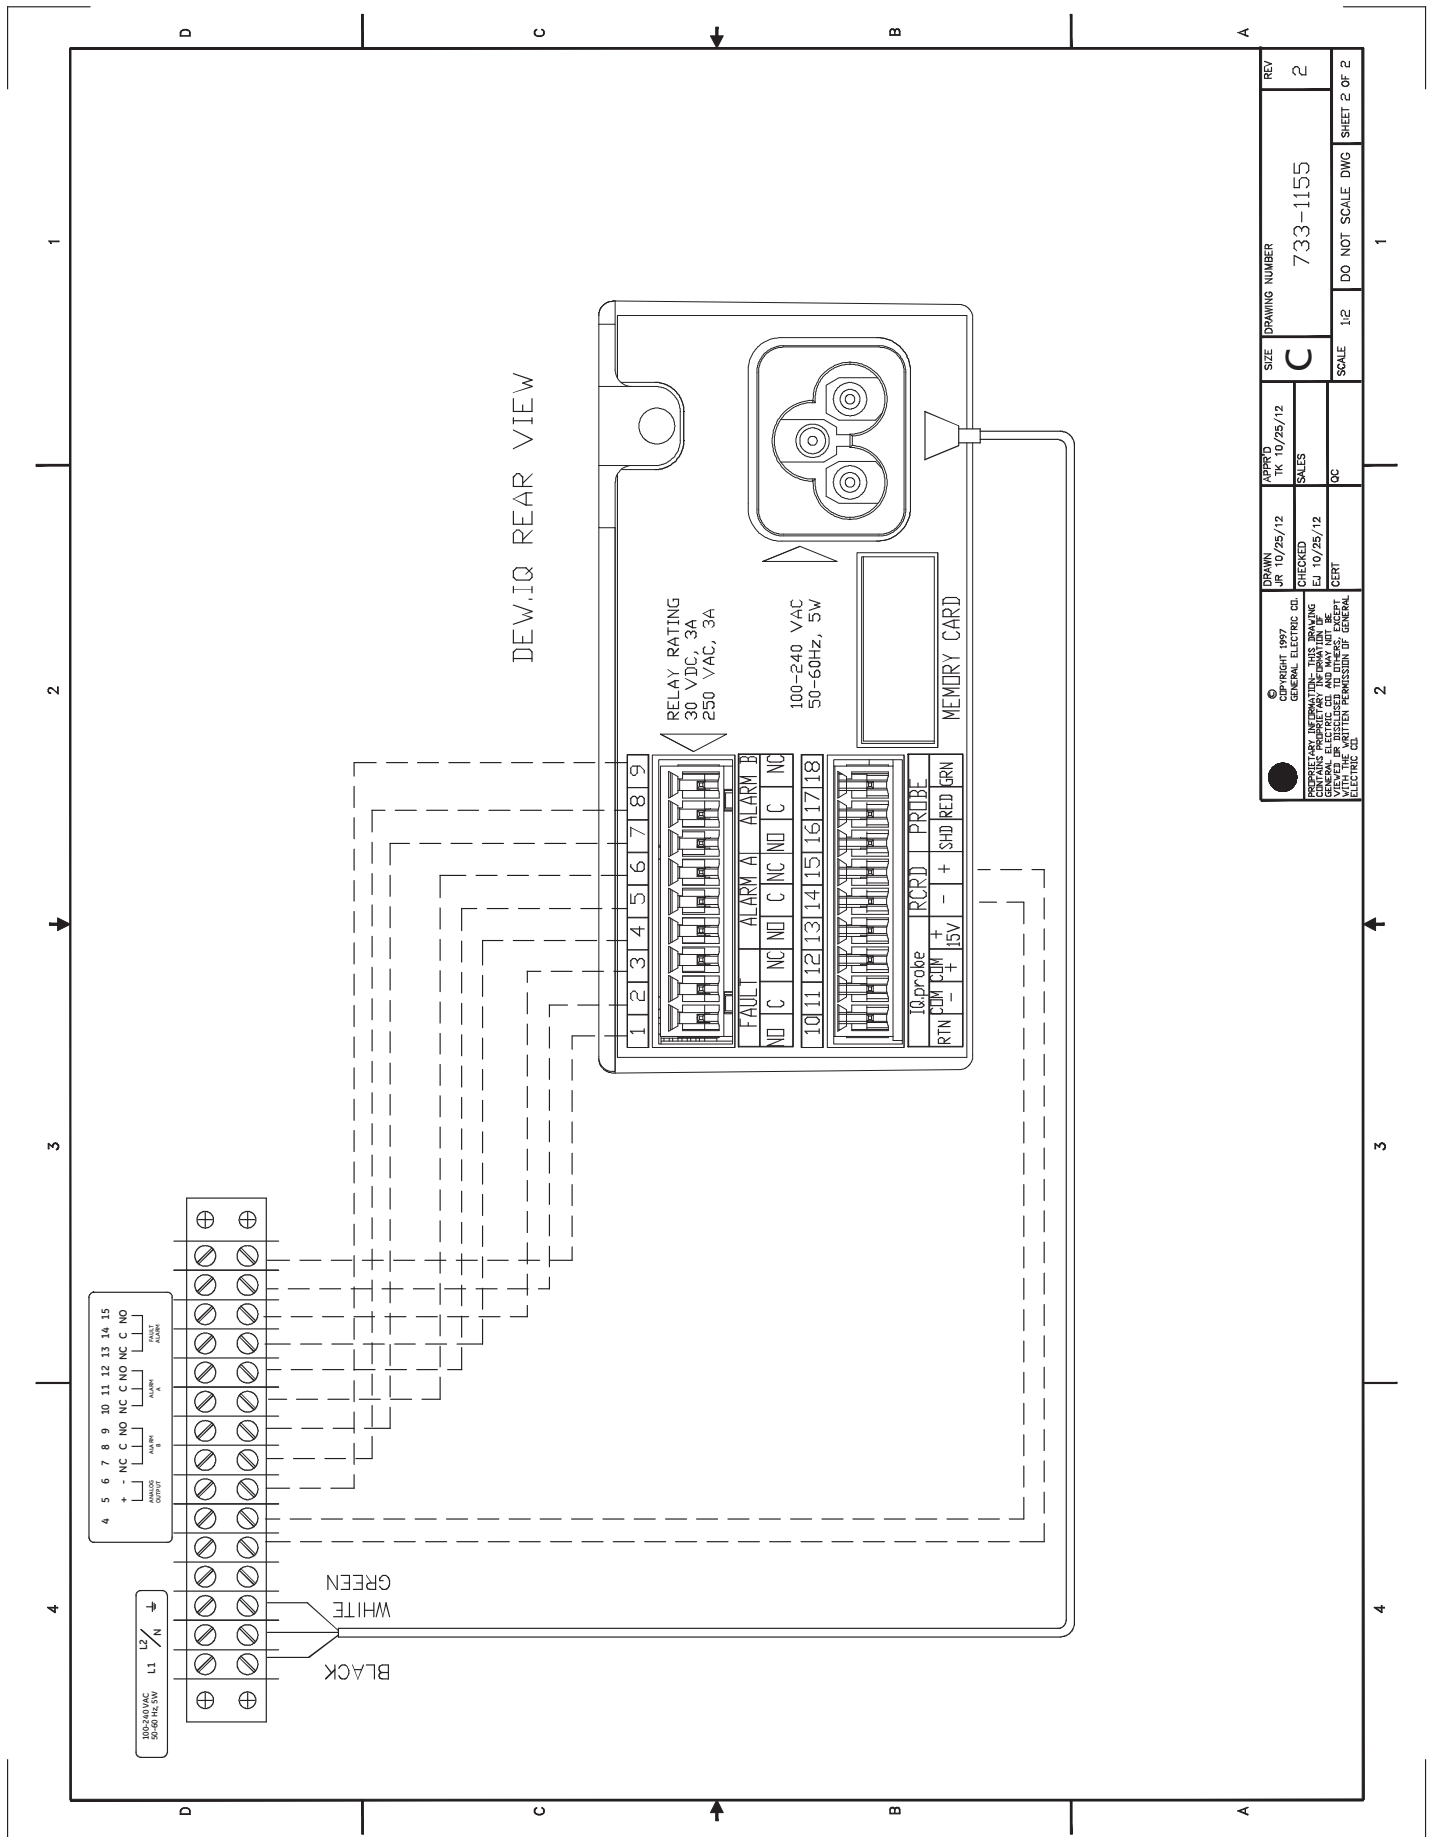 D
C
B
A
1
2
3
4
1
2
3
4
D
C
B
A
DEW.IQ REAR VIEW
100-240 VAC
50-60 Hz, 5W
L1 L2/N
4 5 6 7 8 9 10 11 12 13 14 15
+ - NC C NO NC C NO NC C NO
ANALOG
OUTPUT
ALARM
B
ALARM
A
FAULT
ALARM
BLACK
WHITE
GREEN
1 2 3 4 5 6 7 8 9
FAULT ALARM A ALARM B
NO C NC NO C NC NO C NC
10 11 12 13 14 15 16 17 18
IQ.probe RCRD PROBE
RTN COM COM + - + SHD RED GRN
- + 15V
RELAY RATING
30 VDC, 3A
250 VAC, 3A
100-240 VAC
50-60Hz, 5W
MEMORY CARD
©
COPYRIGHT 1997
GENERAL ELECTRIC CO.
PROPRIETARY INFORMATION- THIS DRAWING
CONTAINS PROPRIETARY INFORMATION OF
GENERAL ELECTRIC CO. AND MAY NOT BE
VIEWED OR DISCLOSED TO OTHERS, EXCEPT
WITH THE WRITTEN PERMISSION OF GENERAL
ELECTRIC CO.
DRAWN
JR 10/25/12
APPR'D
TK 10/25/12
CHECKED
EJ 10/25/12
SALES
CERT
QC
SIZE
C
DRAWING NUMBER
733-1155
REV
2
SCALE 1:2
DO NOT SCALE DWG
SHEET 2 OF 2